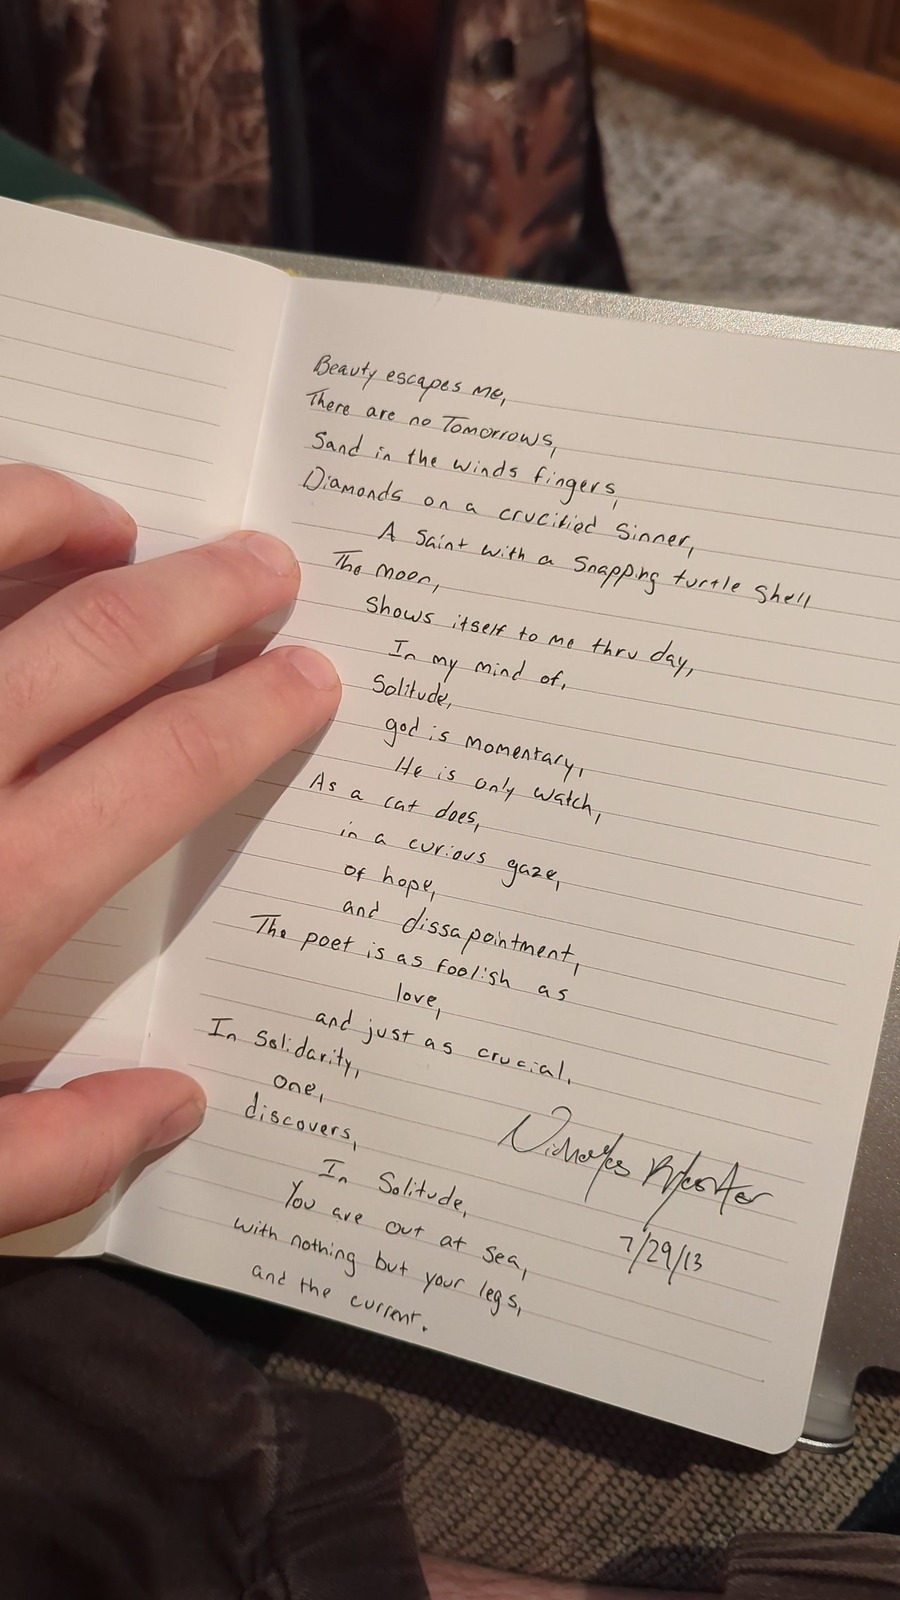 Beauty escapes me,
There are no Tomorrows,
Sand in the winds fingers,
Diamonds on a crucified Sinner,
A Saint with a Snapping turtle Shell
The moon,
Shows itself to me thru day,
In my mind of,
Solitude,
god is momentary,
He is only watch,
As a cat does,
in a curious gaze,
of hope,
and dissapointment,
The poet is as foolish as
love,
and just as crucial,
In Solidarity,
one,
discovers,
In Solitude,
You are out at sea,
with nothing but your legs,
and the current.
Nicholas
7/29/13